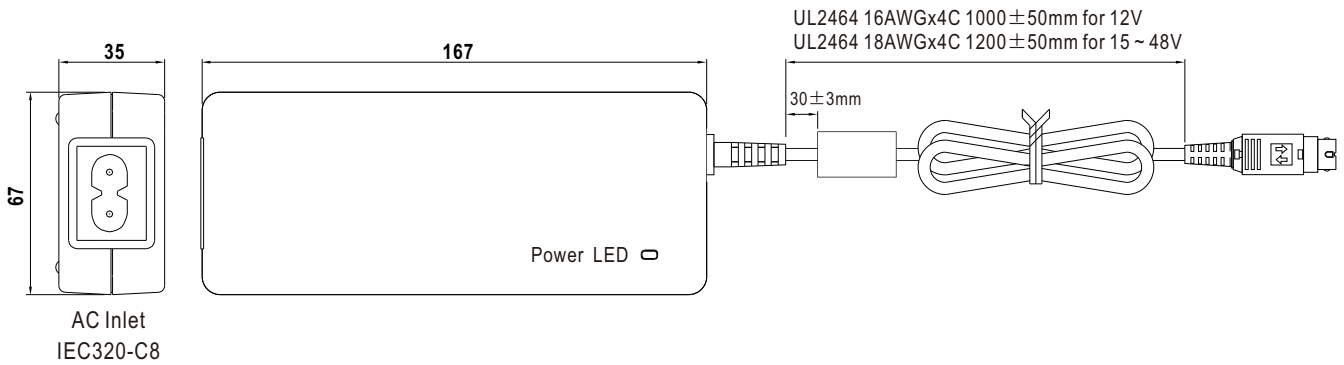 UL2464 16AWGx4C 1000±50mm for 12V
UL2464 18AWGx4C 1200±50mm for 15 ~ 48V
35
167
30±3mm
67
Power LED
AC Inlet
IEC320-C8